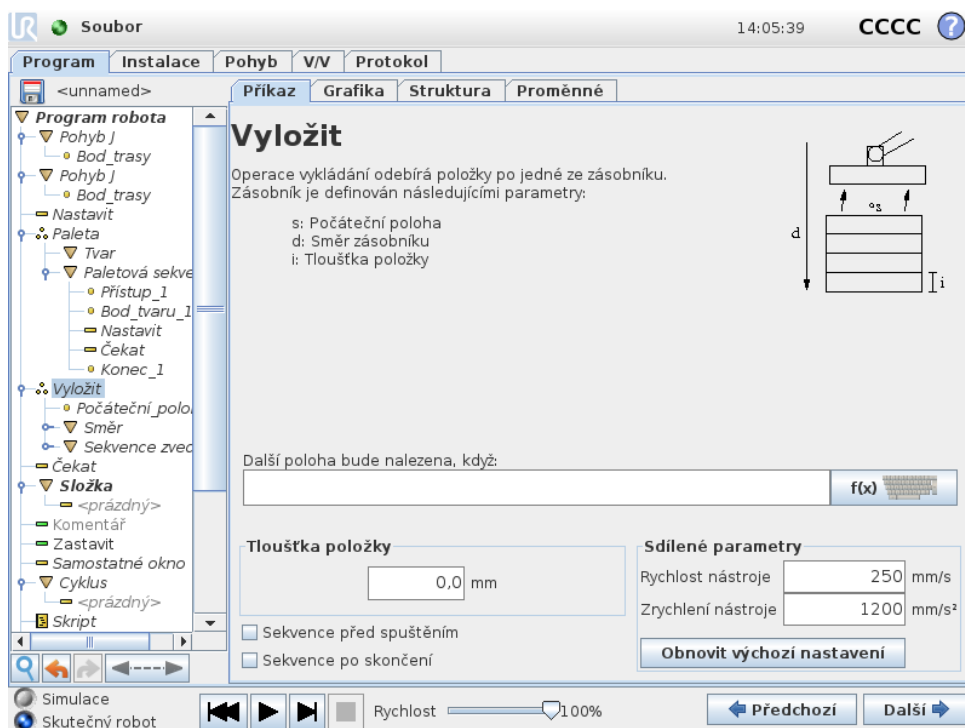 UR Soubor 14:05:39 CCCC ?
Program Instalace Pohyb V/V Protokol
<unnamed>
Příkaz Grafika Struktura Proměnné
Program robota
Pohyb J
Bod_trasy
Pohyb J
Bod_trasy
Nastavit
Paleta
Tvar
Paletová sekve
Přístup_1
Bod_tvaru_1
Nastavit
Čekat
Konec_1
Vyložit
Počáteční_polo
Směr
Sekvence zved
Čekat
Složka
<prázdný>
Komentář
Zastavit
Samostatné okno
Cyklus
<prázdný>
Skript
Vyložit
Operace vykládání odebírá položky po jedné ze zásobníku.
Zásobník je definován následujícími parametry:
s: Počáteční poloha
d: Směr zásobníku
i: Tloušťka položky
s
d
i
Další poloha bude nalezena, když:
f(x)
Tloušťka položky
0,0 mm
Sekvence před spuštěním
Sekvence po skončení
Sdílené parametry
Rychlost nástroje 250 mm/s
Zrychlení nástroje 1200 mm/s²
Obnovit výchozí nastavení
Simulace
Skutečný robot
Rychlost 100%
Předchozí Další